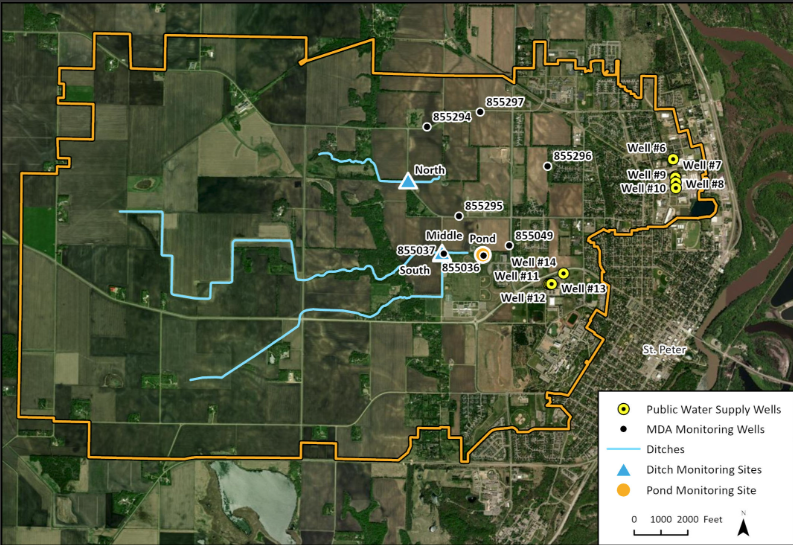 855297
855294
Well #6
855296
Well #7
North
Well #9
Well #8
Well #10
855295
Middle
Pond
855049
855037
Well #14
South
855036
Well #11
Well #13
Well #12
St. Peter
Public Water Supply Wells
MDA Monitoring Wells
Ditches
Ditch Monitoring Sites
Pond Monitoring Site
0 1000 2000 Feet
N